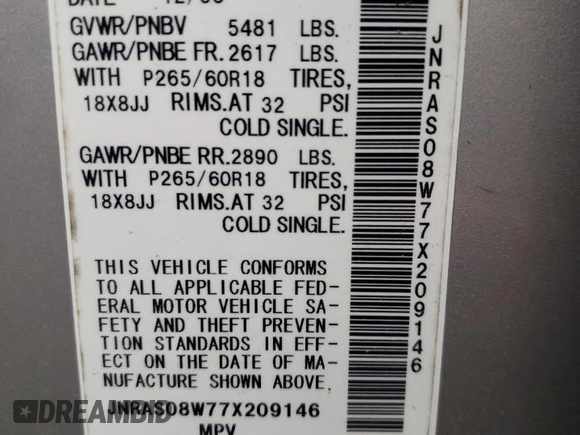 GVWR/PNBV 5481 LBS.
GAWR/PNBE FR.2617 LBS.
WITH P265/60R18 TIRES,
18X8JJ RIMS.AT 32 PSI
COLD SINGLE.
GAWR/PNBE RR.2890 LBS.
WITH P265/60R18 TIRES,
18X8JJ RIMS.AT 32 PSI
COLD SINGLE.
THIS VEHICLE CONFORMS
TO ALL APPLICABLE FED-
ERAL MOTOR VEHICLE SA-
FETY AND THEFT PREVEN-
TION STANDARDS IN EFF-
ECT ON THE DATE OF MA-
NUFACTURE SHOWN ABOVE.
JNRAS08W77X209146
MPV
JNRAS08W77X209146
DREAMBID
ALREADY SOLD